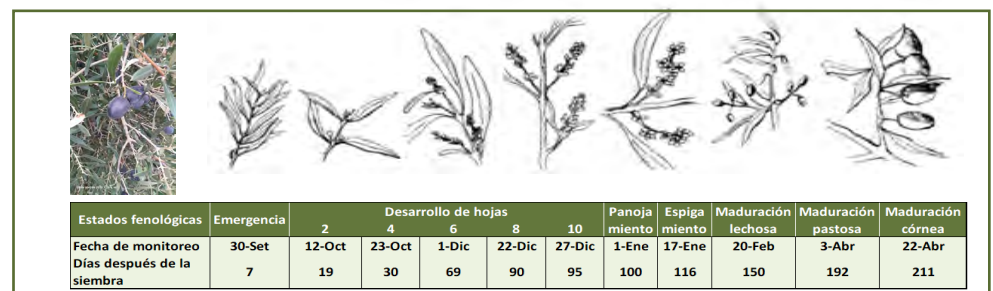 Estados fenológicas Emergencia Desarrollo de hojas Panoja miento Espiga miento Maduración lechosa Maduración pastosa Maduración córnea
2 4 6 8 10
Fecha de monitoreo 30-Set 12-Oct 23-Oct 1-Dic 22-Dic 27-Dic 1-Ene 17-Ene 20-Feb 3-Abr 22-Abr
Días después de la siembra 7 19 30 69 90 95 100 116 150 192 211